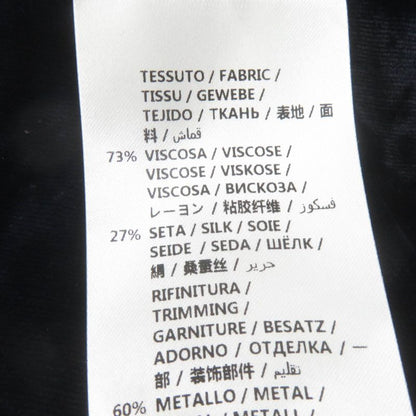 TESSUTO / FABRIC /
TISSU / GEWEBE /
TEJIDO / ТКАНЬ / 表地 / 面
料 / قماش /
73% VISCOSA / VISCOSE /
VISCOSE / VISKOSE /
VISCOSA / ВИСКОЗА /
レーヨン / 粘胶纤维 / فسكوز /
27% SETA / SILK / SOIE /
SEIDE / SEDA / ШЁЛК /
絹 / 桑蚕丝 / حرير /
RIFINITURA /
TRIMMING /
GARNITURE / BESATZ /
ADORNO / ОТДЕЛКА / 一
部 / 装饰部件 / تقليم /
60% METALLO / METAL /